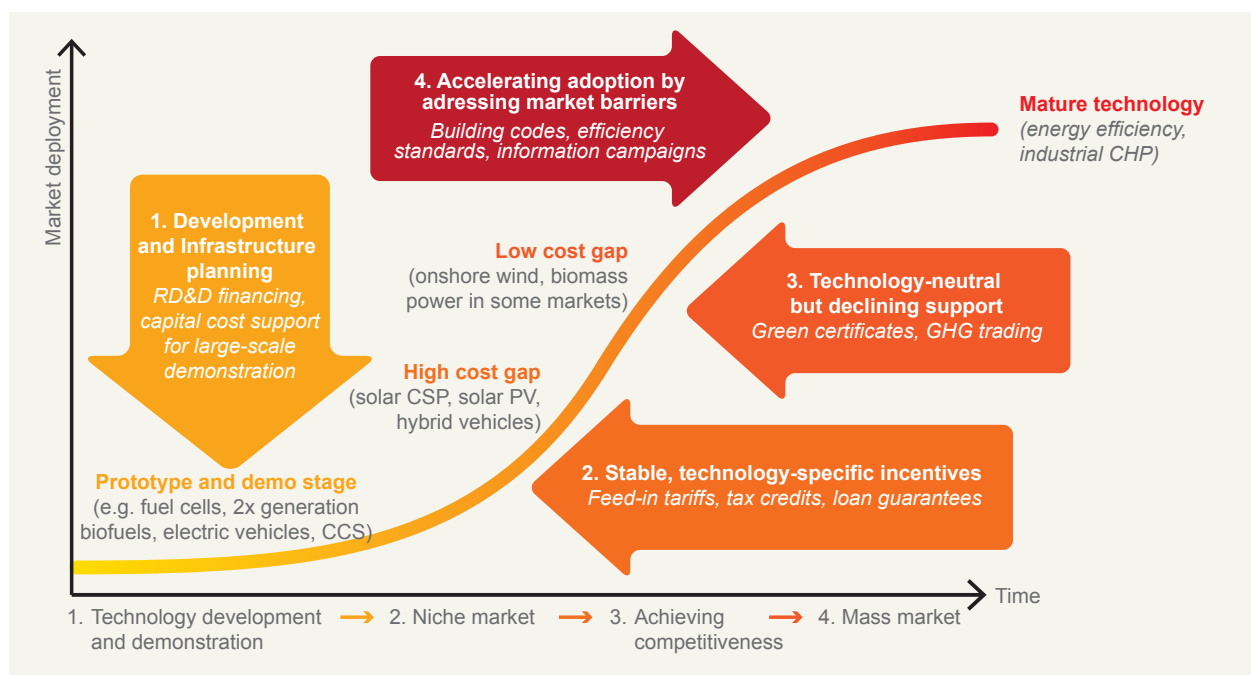 Market deployment
4. Accelerating adoption by
adressing market barriers
Building codes, efficiency
standards, information campaigns
Mature technology
(energy efficiency,
industrial CHP)
1. Development
and Infrastructure
planning
RD&D financing,
capital cost support
for large-scale
demonstration
Low cost gap
(onshore wind, biomass
power in some markets)
3. Technology-neutral
but declining support
Green certificates, GHG trading
High cost gap
(solar CSP, solar PV,
hybrid vehicles)
2. Stable, technology-specific incentives
Feed-in tariffs, tax credits, loan guarantees
Prototype and demo stage
(e.g. fuel cells, 2x generation
biofuels, electric vehicles, CCS)
Time
1. Technology development
and demonstration
2. Niche market
3. Achieving
competitiveness
4. Mass market